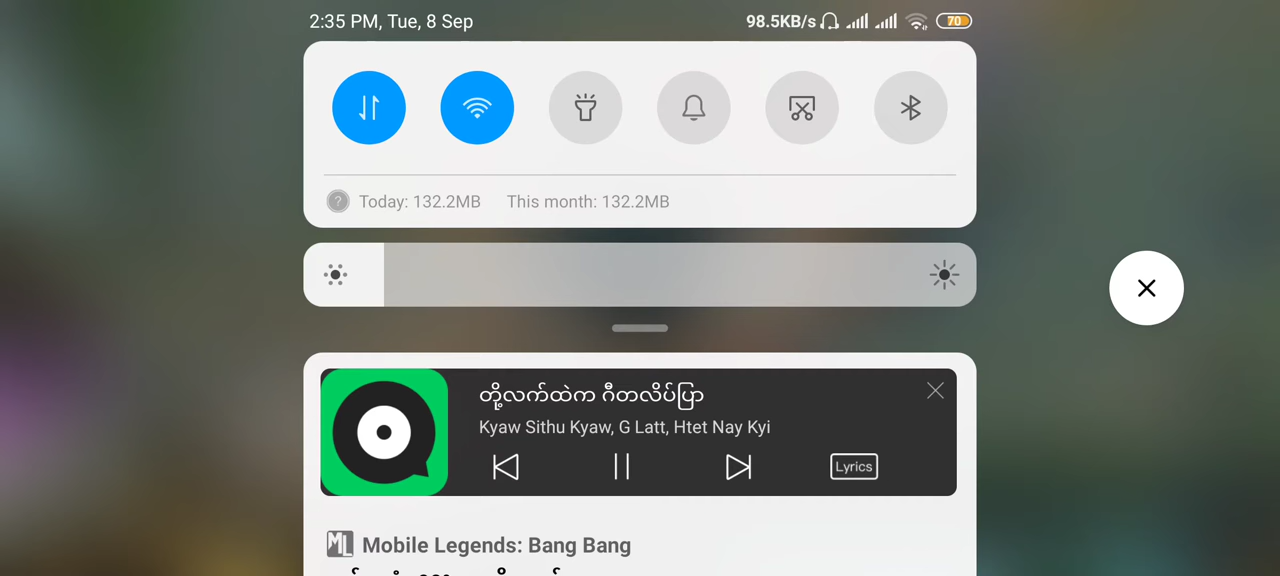 2:35 PM, Tue, 8 Sep
98.5KB/s
70
Today: 132.2MB This month: 132.2MB
တို့လက်ထဲက ဂီတလိပ်ပြာ
Kyaw Sithu Kyaw, G Latt, Htet Nay Kyi
Lyrics
ML Mobile Legends: Bang Bang